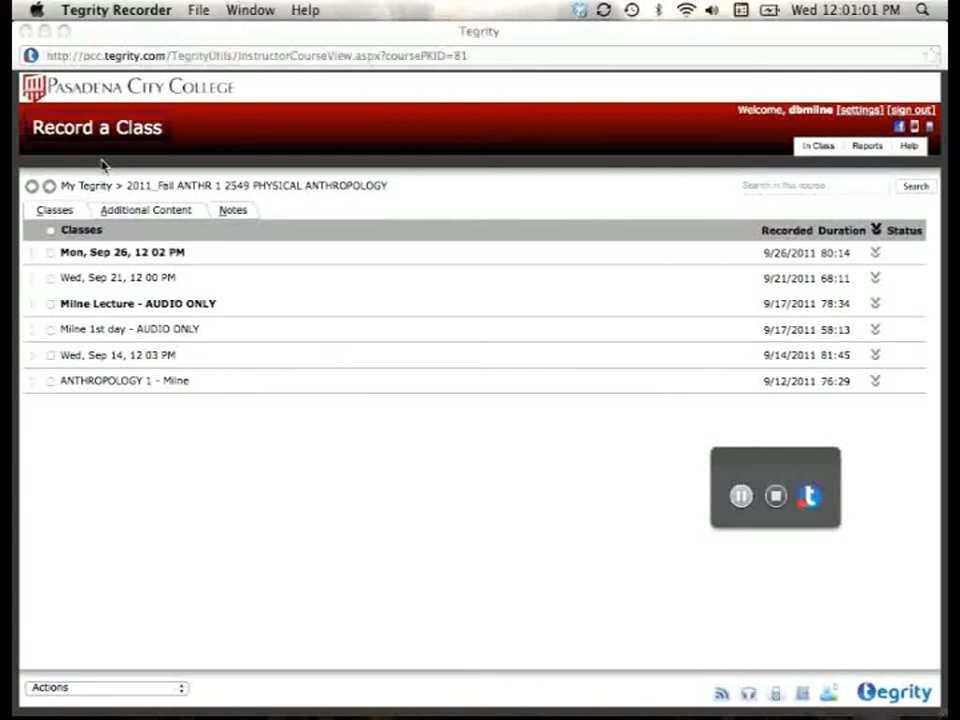 Tegrity Recorder File Window Help Wed 12:01:01 PM
Tegrity
http://pcc.tegrity.com/TegrityUtils/InstructorCourseView.aspx?coursePKID=81
PASADENA CITY COLLEGE
Welcome, dbmilne [settings] [sign out]
Record a Class
In Class Reports Help
My Tegrity > 2011_Fall ANTHR 1 2549 PHYSICAL ANTHROPOLOGY
Search in this course Search
Classes Additional Content Notes
Classes Recorded Duration Status
Mon, Sep 26, 12 02 PM 9/26/2011 80:14
Wed, Sep 21, 12 00 PM 9/21/2011 68:11
Milne Lecture - AUDIO ONLY 9/17/2011 78:34
Milne 1st day - AUDIO ONLY 9/17/2011 58:13
Wed, Sep 14, 12 03 PM 9/14/2011 81:45
ANTHROPOLOGY 1 - Milne 9/12/2011 76:29
t
Actions
tegrity